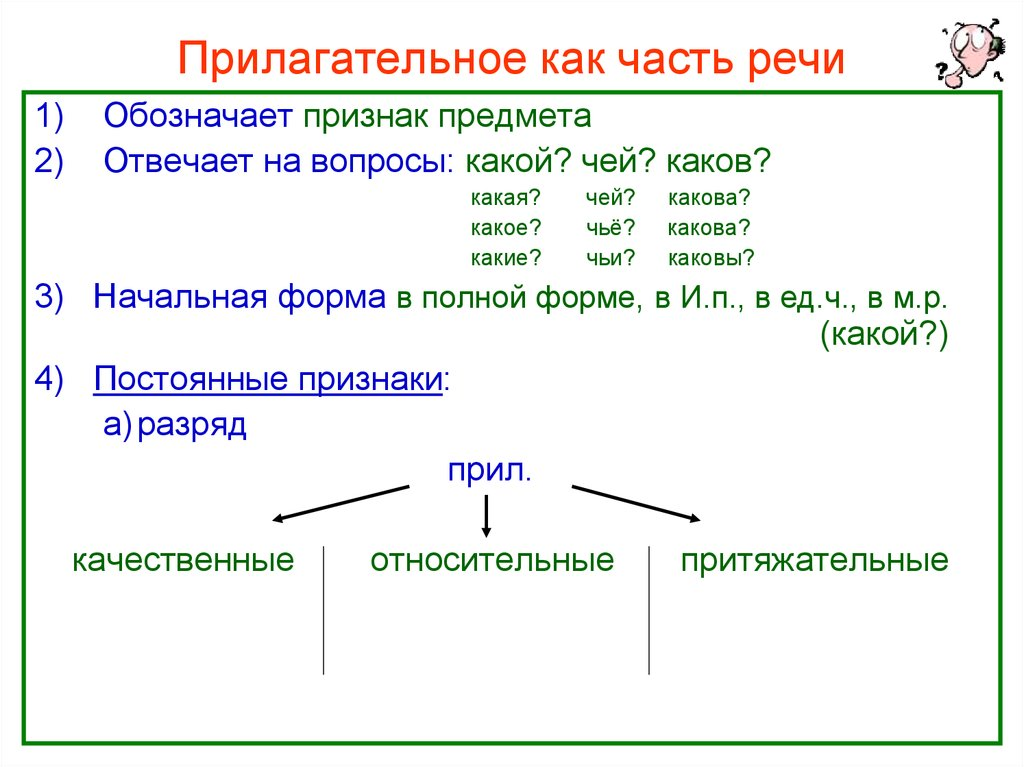 Прилагательное как часть речи
1) Обозначает признак предмета
2) Отвечает на вопросы: какой? чей? каков?
какая? чей? какова?
какое? чьё? какова?
какие? чьи? каковы?
3) Начальная форма в полной форме, в И.п., в ед.ч., в м.р.
(какой?)
4) Постоянные признаки:
а) разряд
прил.
качественные относительные притяжательные